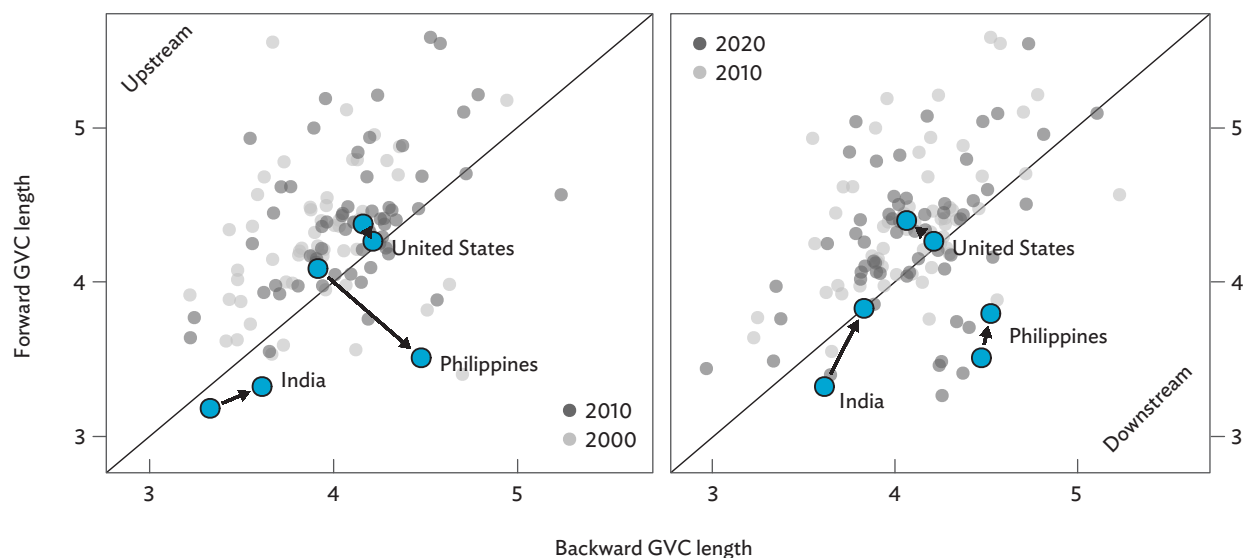 Upstream
Forward GVC length
5
4
3
United States
Philippines
India
2010
2000
3
4
5
2020
2010
United States
Philippines
India
Downstream
5
4
3
3
4
5
Backward GVC length